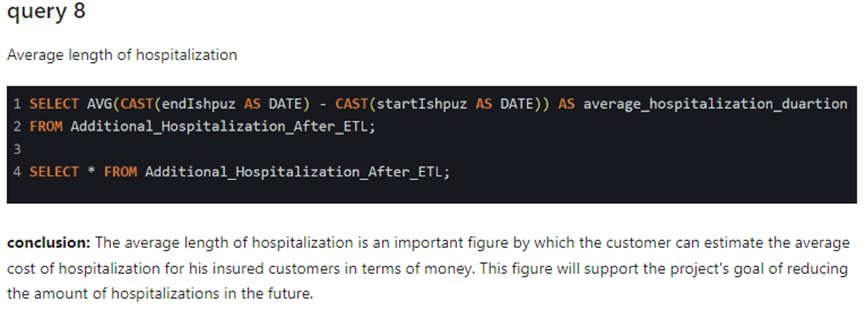 query 8
Average length of hospitalization
1 SELECT AVG(CAST(endIshpuz AS DATE) - CAST(startIshpuz AS DATE)) AS average_hospitalization_duartion
2 FROM Additional_Hospitalization_After_ETL;
3
4 SELECT * FROM Additional_Hospitalization_After_ETL;
conclusion: The average length of hospitalization is an important figure by which the customer can estimate the average
cost of hospitalization for his insured customers in terms of money. This figure will support the project's goal of reducing
the amount of hospitalizations in the future.